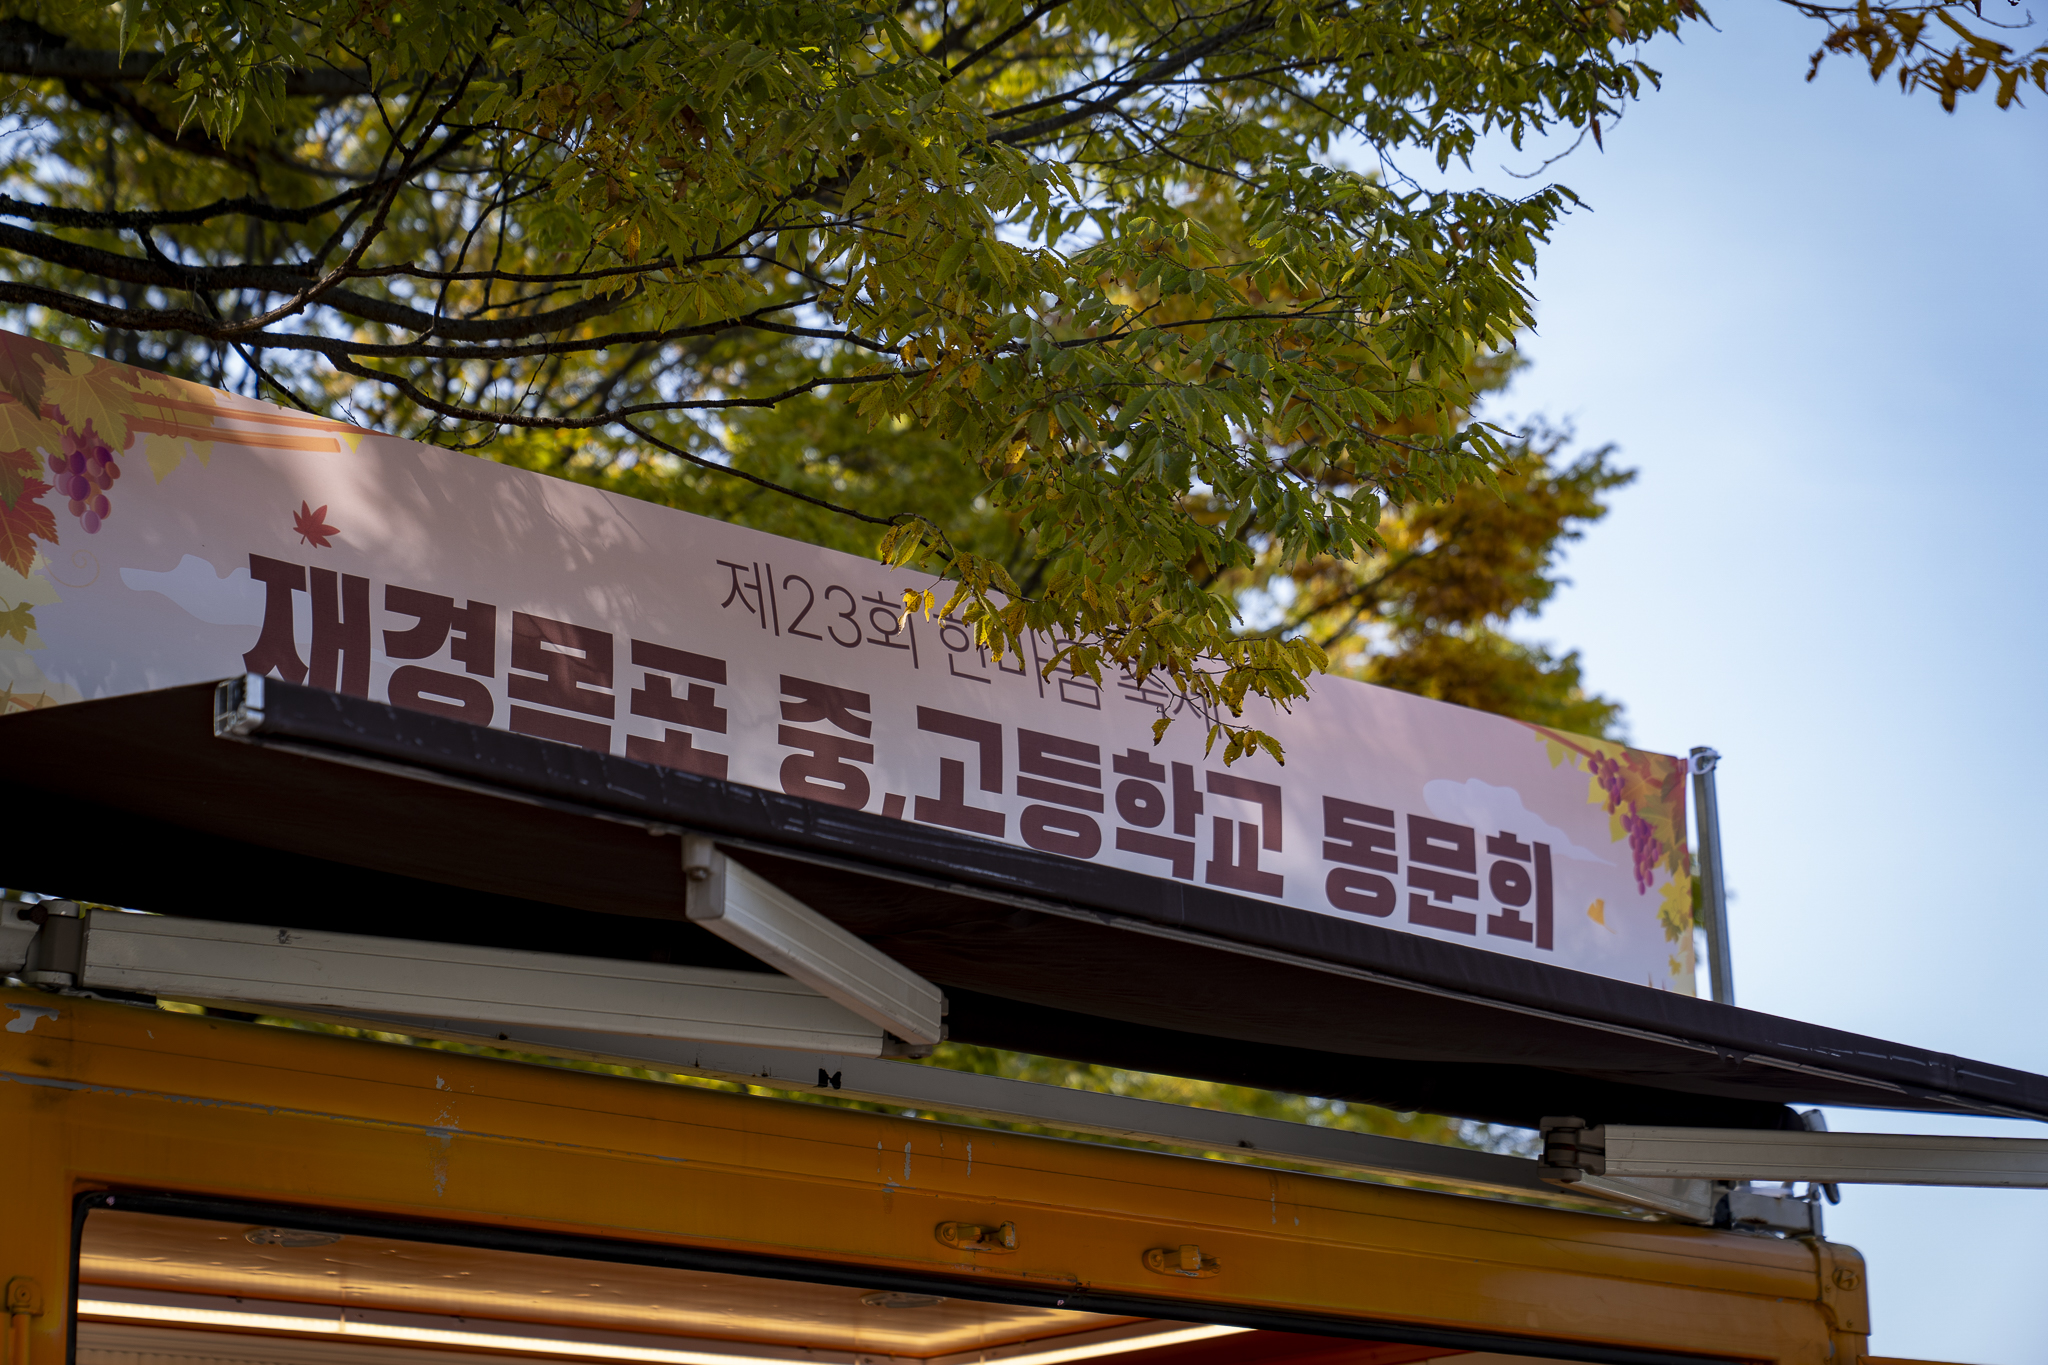 제23회 한마음 축제
재경목포 중,고등학교 동문회